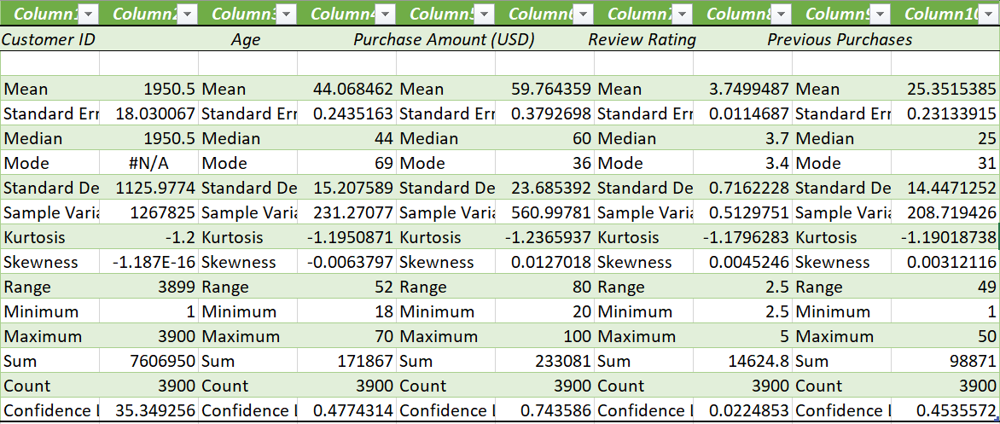 Column1 Column2 Column3 Column4 Column5 Column6 Column7 Column8 Column9 Column10
Customer ID Age Purchase Amount (USD) Review Rating Previous Purchases
Mean 1950.5 Mean 44.068462 Mean 59.764359 Mean 3.7499487 Mean 25.3515385
Standard Err 18.030067 Standard Err 0.2435163 Standard Err 0.3792698 Standard Err 0.0114687 Standard Err 0.23133915
Median 1950.5 Median 44 Median 60 Median 3.7 Median 25
Mode #N/A Mode 69 Mode 36 Mode 3.4 Mode 31
Standard De 1125.9774 Standard De 15.207589 Standard De 23.685392 Standard De 0.7162228 Standard De 14.4471252
Sample Varia 1267825 Sample Varia 231.27077 Sample Varia 560.99781 Sample Varia 0.5129751 Sample Varia 208.719426
Kurtosis -1.2 Kurtosis -1.1950871 Kurtosis -1.2365937 Kurtosis -1.1796283 Kurtosis -1.19018738
Skewness -1.187E-16 Skewness -0.0063797 Skewness 0.0127018 Skewness 0.0045246 Skewness 0.00312116
Range 3899 Range 52 Range 80 Range 2.5 Range 49
Minimum 1 Minimum 18 Minimum 20 Minimum 2.5 Minimum 1
Maximum 3900 Maximum 70 Maximum 100 Maximum 5 Maximum 50
Sum 7606950 Sum 171867 Sum 233081 Sum 14624.8 Sum 98871
Count 3900 Count 3900 Count 3900 Count 3900 Count 3900
Confidence L 35.349256 Confidence L 0.4774314 Confidence L 0.743586 Confidence L 0.0224853 Confidence L 0.4535572